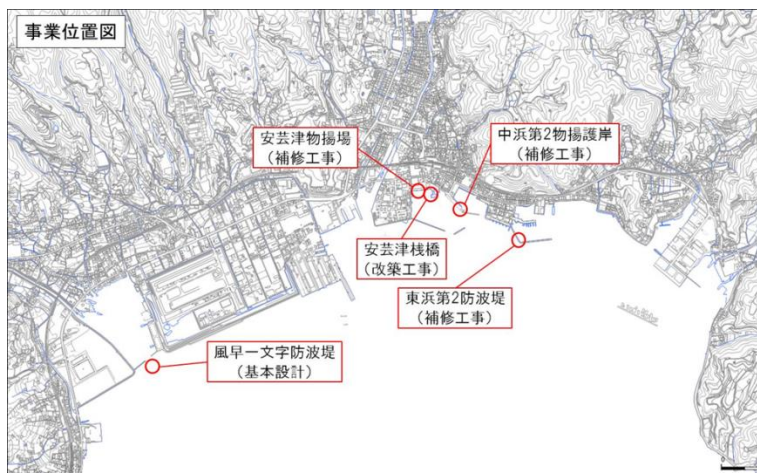 事業位置図
安芸津物揚場
(補修工事)
中浜第2物揚護岸
(補修工事)
安芸津桟橋
(改築工事)
東浜第2防波堤
(補修工事)
風早一文字防波堤
(基本設計)